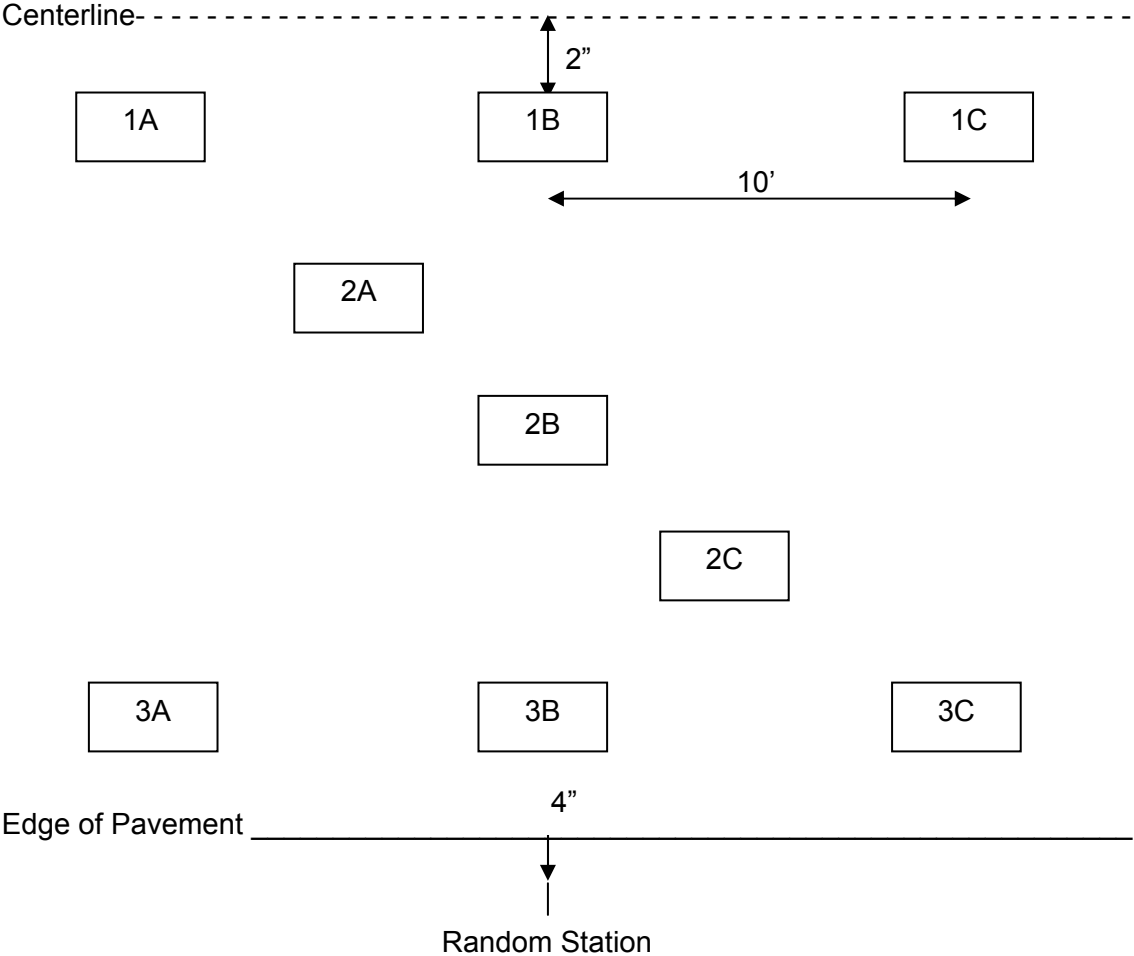 Centerline
2”
1A 1B 1C
10’
2A
2B
2C
3A 3B 3C
4”
Edge of Pavement
Random Station